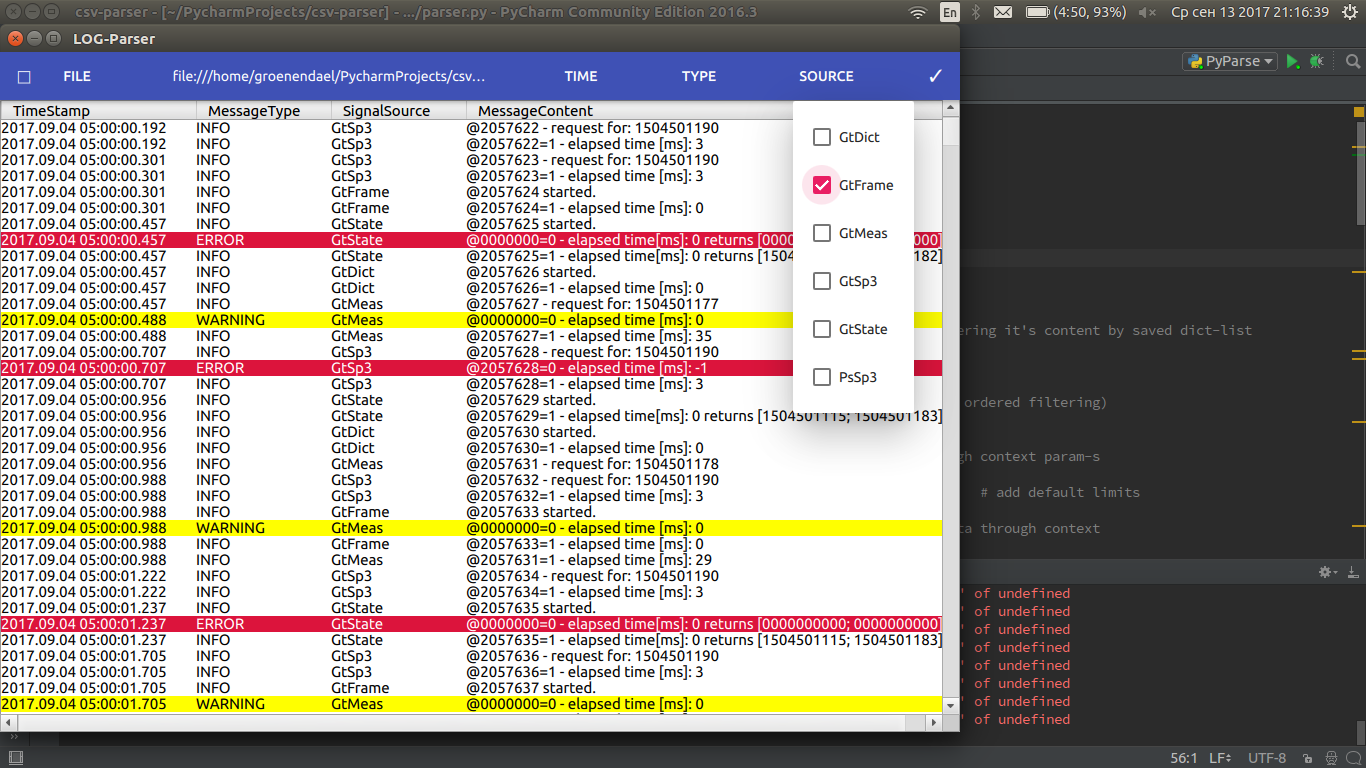 csv-parser - [~/PycharmProjects/csv-parser] - .../parser.py - PyCharm Community Edition 2016.3
En (4:50, 93%) Ср сен 13 2017 21:16:39
LOG-Parser
PyParse
FILE file:///home/groenendael/PycharmProjects/csv… TIME TYPE SOURCE
TimeStamp MessageType SignalSource MessageContent
2017.09.04 05:00:00.192 INFO GtSp3 @2057622 - request for: 1504501190
2017.09.04 05:00:00.192 INFO GtSp3 @2057622=1 - elapsed time [ms]: 3
2017.09.04 05:00:00.301 INFO GtSp3 @2057623 - request for: 1504501190
2017.09.04 05:00:00.301 INFO GtSp3 @2057623=1 - elapsed time [ms]: 3
2017.09.04 05:00:00.301 INFO GtFrame @2057624 started.
2017.09.04 05:00:00.301 INFO GtFrame @2057624=1 - elapsed time [ms]: 0
2017.09.04 05:00:00.457 INFO GtState @2057625 started.
2017.09.04 05:00:00.457 ERROR GtState @0000000=0 - elapsed time[ms]: 0 returns [0000 000]
2017.09.04 05:00:00.457 INFO GtState @2057625=1 - elapsed time[ms]: 0 returns [1504 182]
2017.09.04 05:00:00.457 INFO GtDict @2057626 started.
2017.09.04 05:00:00.457 INFO GtDict @2057626=1 - elapsed time [ms]: 0
2017.09.04 05:00:00.457 INFO GtMeas @2057627 - request for: 1504501177
2017.09.04 05:00:00.488 WARNING GtMeas @0000000=0 - elapsed time [ms]: 0
2017.09.04 05:00:00.488 INFO GtMeas @2057627=1 - elapsed time [ms]: 35
2017.09.04 05:00:00.707 INFO GtSp3 @2057628 - request for: 1504501190
2017.09.04 05:00:00.707 ERROR GtSp3 @2057628=0 - elapsed time [ms]: -1
2017.09.04 05:00:00.707 INFO GtSp3 @2057628=1 - elapsed time [ms]: 3
2017.09.04 05:00:00.956 INFO GtState @2057629 started.
2017.09.04 05:00:00.956 INFO GtState @2057629=1 - elapsed time[ms]: 0 returns [1504501115; 1504501183]
2017.09.04 05:00:00.956 INFO GtDict @2057630 started.
2017.09.04 05:00:00.956 INFO GtDict @2057630=1 - elapsed time [ms]: 0
2017.09.04 05:00:00.956 INFO GtMeas @2057631 - request for: 1504501178
2017.09.04 05:00:00.988 INFO GtSp3 @2057632 - request for: 1504501190
2017.09.04 05:00:00.988 INFO GtSp3 @2057632=1 - elapsed time [ms]: 3
2017.09.04 05:00:00.988 INFO GtFrame @2057633 started.
2017.09.04 05:00:00.988 WARNING GtMeas @0000000=0 - elapsed time [ms]: 0
2017.09.04 05:00:00.988 INFO GtFrame @2057633=1 - elapsed time [ms]: 0
2017.09.04 05:00:00.988 INFO GtMeas @2057631=1 - elapsed time [ms]: 29
2017.09.04 05:00:01.222 INFO GtSp3 @2057634 - request for: 1504501190
2017.09.04 05:00:01.222 INFO GtSp3 @2057634=1 - elapsed time [ms]: 3
2017.09.04 05:00:01.237 INFO GtState @2057635 started.
2017.09.04 05:00:01.237 ERROR GtState @0000000=0 - elapsed time[ms]: 0 returns [0000000000; 0000000000]
2017.09.04 05:00:01.237 INFO GtState @2057635=1 - elapsed time[ms]: 0 returns [1504501115; 1504501183]
2017.09.04 05:00:01.705 INFO GtSp3 @2057636 - request for: 1504501190
2017.09.04 05:00:01.705 INFO GtSp3 @2057636=1 - elapsed time [ms]: 3
2017.09.04 05:00:01.705 INFO GtFrame @2057637 started.
2017.09.04 05:00:01.705 WARNING GtMeas @0000000=0 - elapsed time [ms]: 0
GtDict
GtFrame
GtMeas
GtSp3
GtState
PsSp3
ering it's content by saved dict-list
ordered filtering)
gh context param-s
# add default limits
ta through context
' of undefined
' of undefined
' of undefined
' of undefined
' of undefined
' of undefined
' of undefined
' of undefined
56:1 LF UTF-8